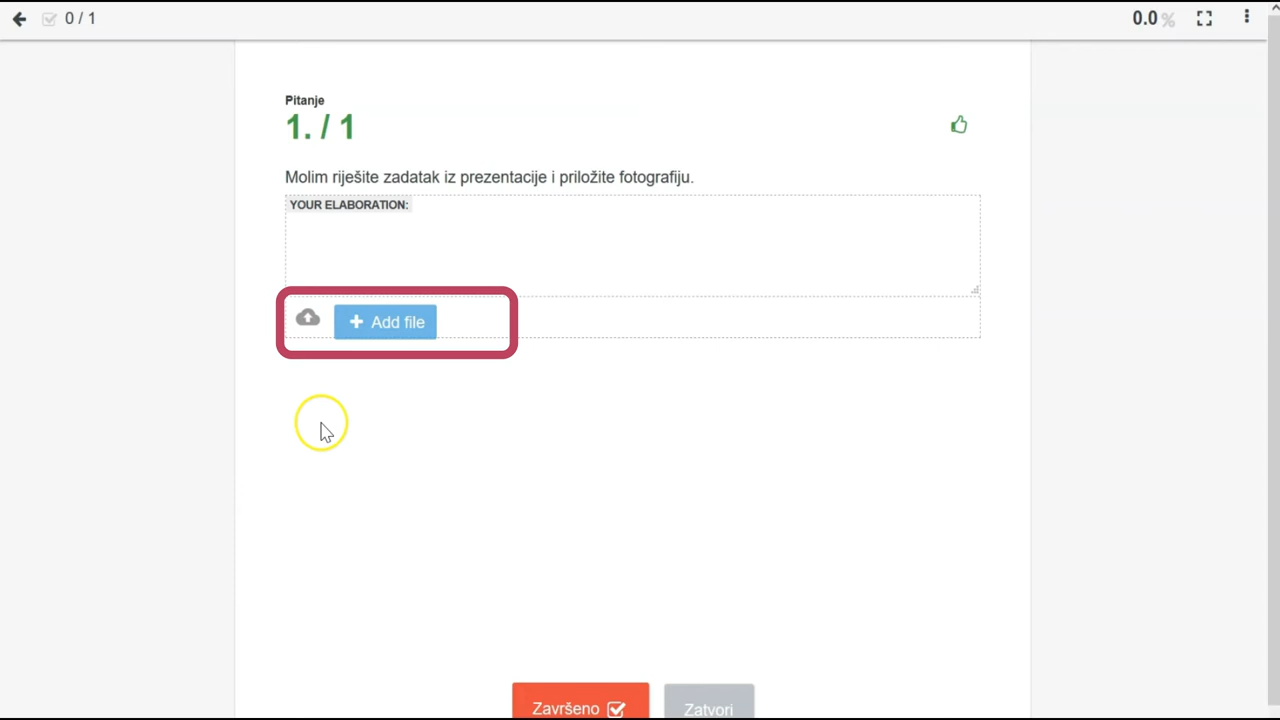 0 / 1
0.0 %
Pitanje
1. / 1
Molim riješite zadatak iz prezentacije i priložite fotografiju.
YOUR ELABORATION:
Add file
Završeno
Zatvori